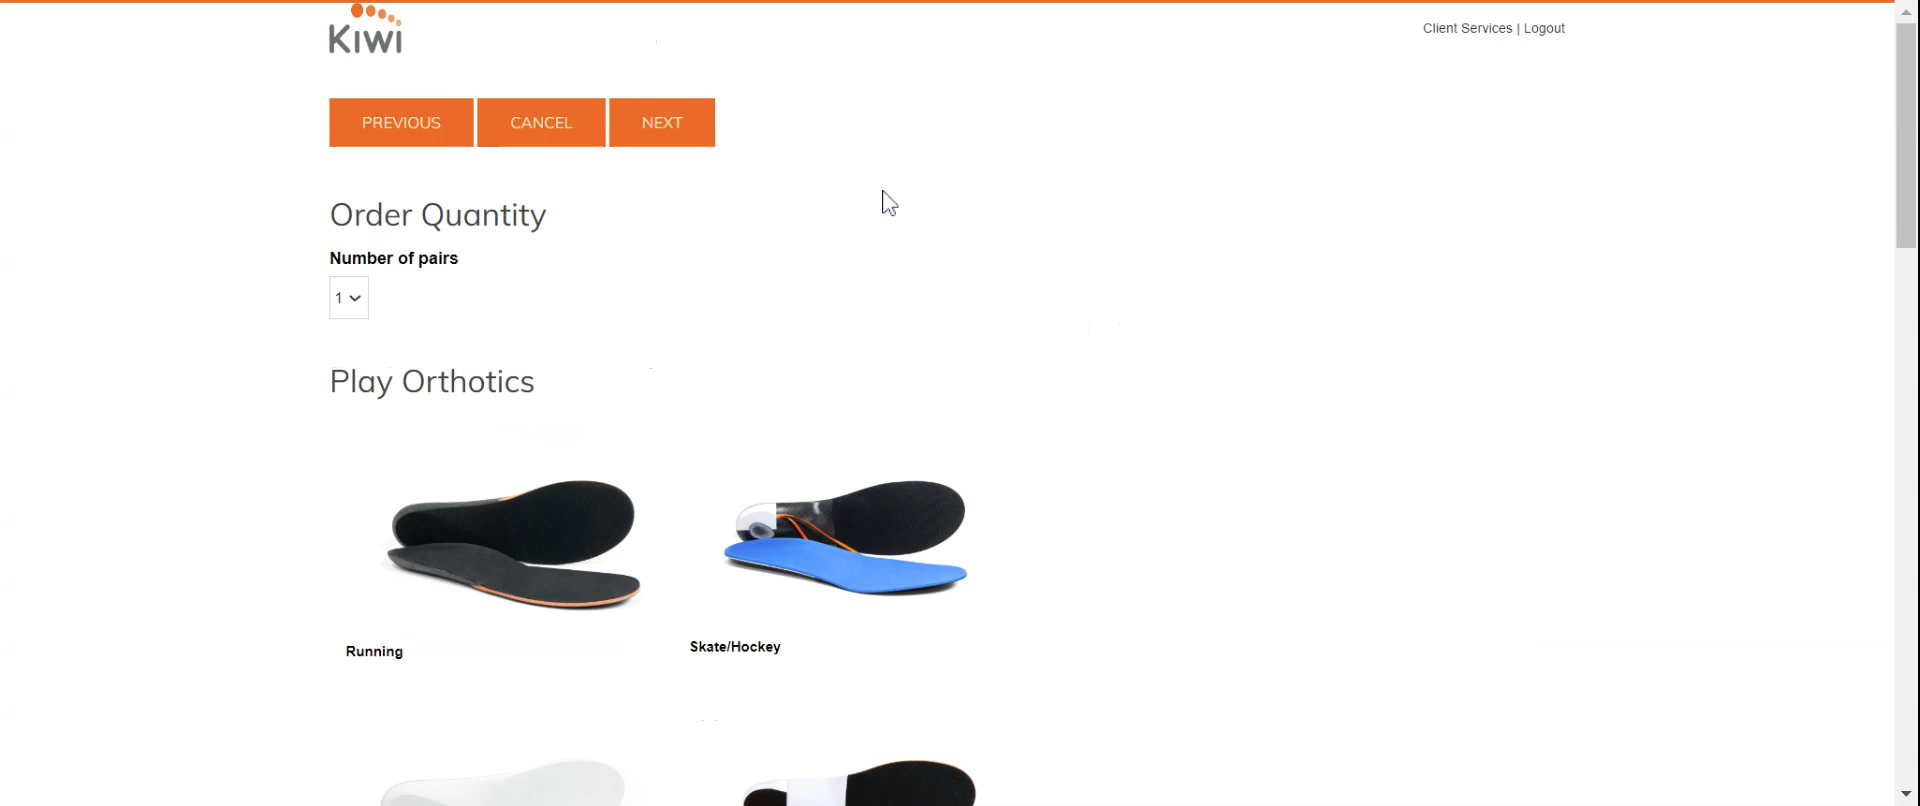 Kiwi
Client Services | Logout
PREVIOUS CANCEL NEXT
Order Quantity
Number of pairs
1
Play Orthotics
Running
Skate/Hockey